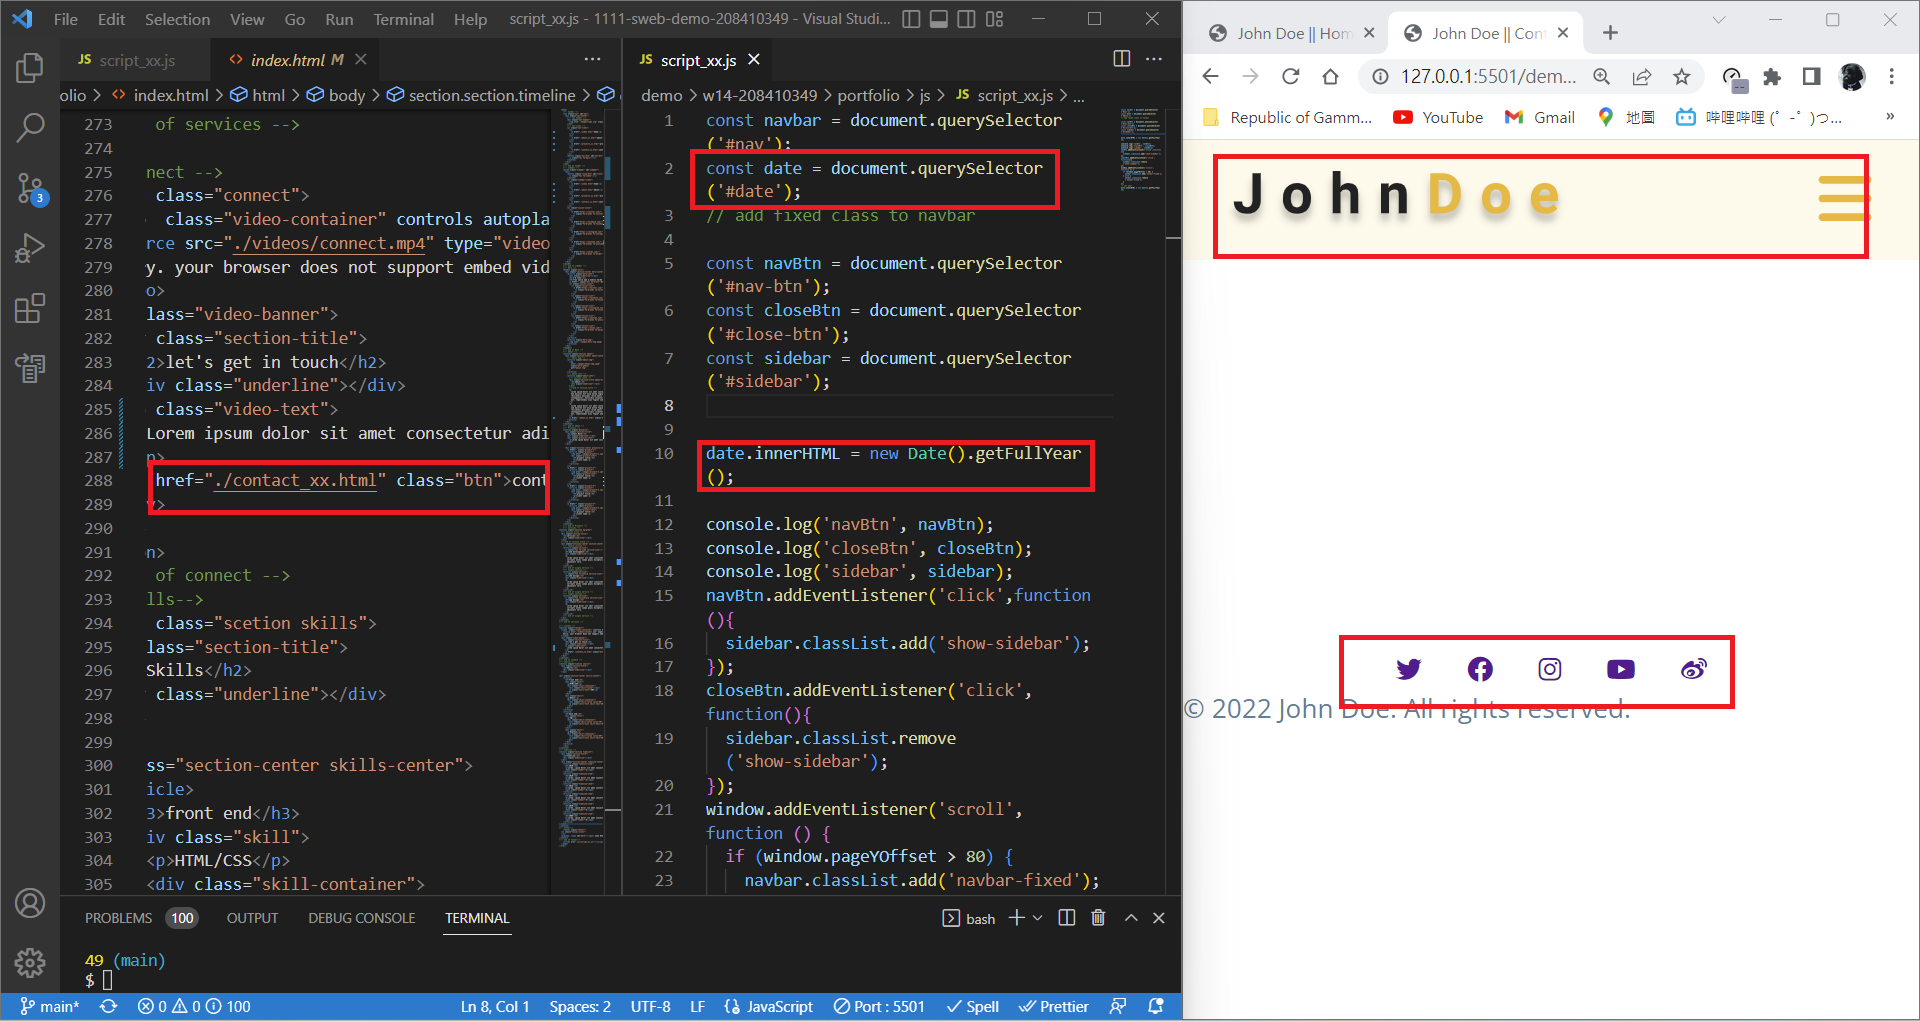 File Edit Selection View Go Run Terminal Help script_xx.js - 1111-sweb-demo-208410349 - Visual Studi...
JS script_xx.js
<> index.html M
olio > <> index.html > html > body > section.section.timeline >
273 of services -->
274
275 nect -->
276 class="connect">
277 class="video-container" controls autopla
278 rce src="./videos/connect.mp4" type="video
279 y. your browser does not support embed vid
280 o>
281 lass="video-banner">
282 class="section-title">
283 2>let's get in touch</h2>
284 iv class="underline"></div>
285 class="video-text">
286 Lorem ipsum dolor sit amet consectetur adi
287 n>
288 href="./contact_xx.html" class="btn">cont
289 >
290
291 n>
292 of connect -->
293 lls-->
294 class="scetion skills">
295 lass="section-title">
296 Skills</h2>
297 class="underline"></div>
298
299
300 ss="section-center skills-center">
301 icle>
302 3>front end</h3>
303 iv class="skill">
304 <p>HTML/CSS</p>
305 <div class="skill-container">
JS script_xx.js
demo > w14-208410349 > portfolio > js > JS script_xx.js > ...
1 const navbar = document.querySelector
('#nav');
2 const date = document.querySelector
('#date');
3 // add fixed class to navbar
4
5 const navBtn = document.querySelector
('#nav-btn');
6 const closeBtn = document.querySelector
('#close-btn');
7 const sidebar = document.querySelector
('#sidebar');
8
9
10 date.innerHTML = new Date().getFullYear
();
11
12 console.log('navBtn', navBtn);
13 console.log('closeBtn', closeBtn);
14 console.log('sidebar', sidebar);
15 navBtn.addEventListener('click',function
(){
16 sidebar.classList.add('show-sidebar');
17 });
18 closeBtn.addEventListener('click',
function(){
19 sidebar.classList.remove
('show-sidebar');
20 });
21 window.addEventListener('scroll',
function () {
22 if (window.pageYOffset > 80) {
23 navbar.classList.add('navbar-fixed');
3
PROBLEMS 100 OUTPUT DEBUG CONSOLE TERMINAL
bash
49 (main)
$
main* 0 0 100
Ln 8, Col 1 Spaces: 2 UTF-8 LF {} JavaScript Port : 5501 Spell Prettier
John Doe || Hom
John Doe || Con
127.0.0.1:5501/dem...
Republic of Gamm... YouTube Gmail 地圖 哔哩哔哩 (゜-゜)つ... »
JohnDoe
© 2022 John Doe. All rights reserved.